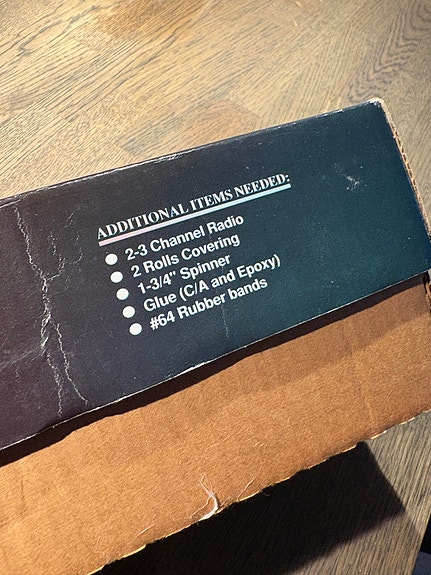 ADDITIONAL ITEMS NEEDED:
● 2-3 Channel Radio
● 2 Rolls Covering
● 1-3/4" Spinner
● Glue (C/A and Epoxy)
● #64 Rubber bands